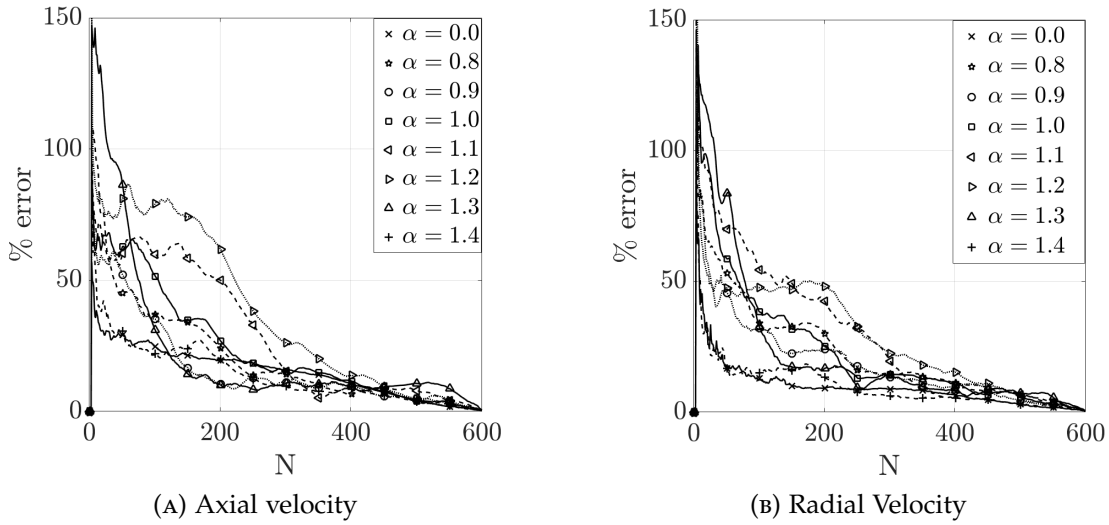 150
100
50
0
% error
0
200
400
600
N
α = 0.0
α = 0.8
α = 0.9
α = 1.0
α = 1.1
α = 1.2
α = 1.3
α = 1.4
(A) Axial velocity
150
100
50
0
% error
0
200
400
600
N
α = 0.0
α = 0.8
α = 0.9
α = 1.0
α = 1.1
α = 1.2
α = 1.3
α = 1.4
(B) Radial Velocity